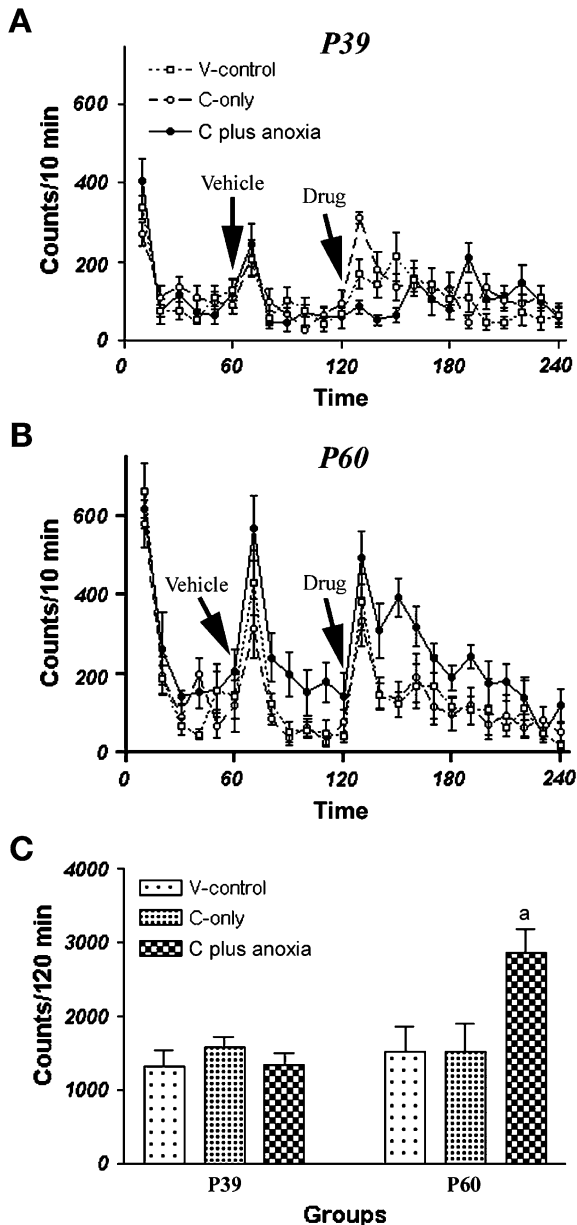 A
P39
V-control
C-only
C plus anoxia
Vehicle
Drug
Counts/10 min
600
400
200
0
0 60 120 180 240
Time
B
P60
Vehicle
Drug
Counts/10 min
600
400
200
0
0 60 120 180 240
Time
C
V-control
C-only
C plus anoxia
a
Counts/120 min
4000
3000
2000
1000
0
P39 P60
Groups